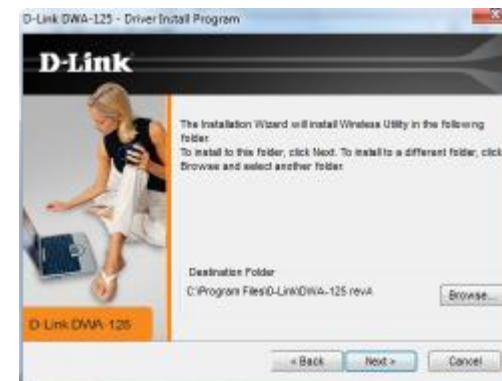 D-Link DWA-125 - Driver Install Program
D-Link
The Installation Wizard will install Wireless Utility in the following
folder.
To install to this folder, click Next. To install to a different folder, click
Browse and select another folder.
Destination Folder
C:\Program Files\D-Link\DWA-125 revA
Browse...
D-Link DWA-125
< Back
Next >
Cancel